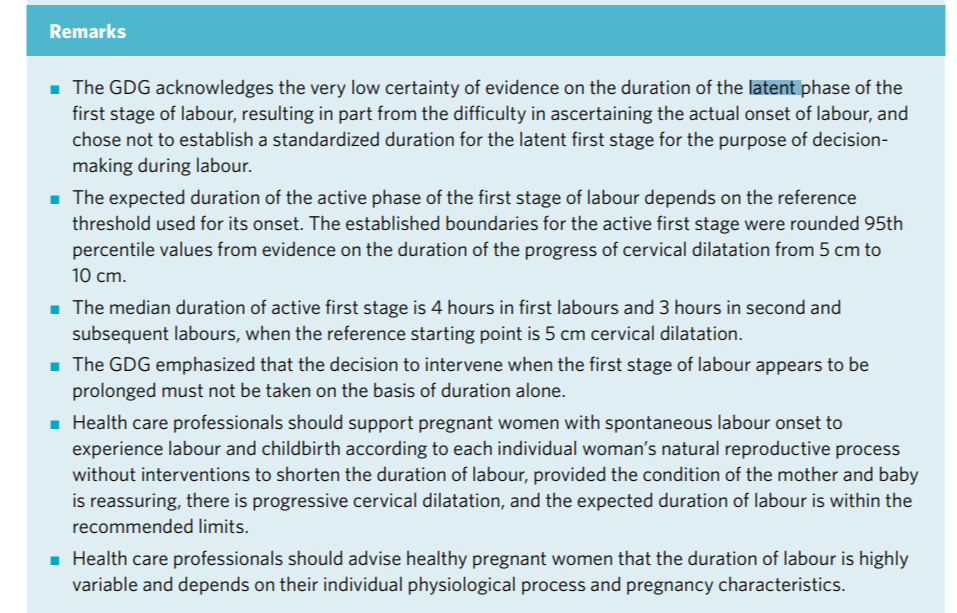 Remarks
■ The GDG acknowledges the very low certainty of evidence on the duration of the latent phase of the
first stage of labour, resulting in part from the difficulty in ascertaining the actual onset of labour, and
chose not to establish a standardized duration for the latent first stage for the purpose of decision-
making during labour.
■ The expected duration of the active phase of the first stage of labour depends on the reference
threshold used for its onset. The established boundaries for the active first stage were rounded 95th
percentile values from evidence on the duration of the progress of cervical dilatation from 5 cm to
10 cm.
■ The median duration of active first stage is 4 hours in first labours and 3 hours in second and
subsequent labours, when the reference starting point is 5 cm cervical dilatation.
■ The GDG emphasized that the decision to intervene when the first stage of labour appears to be
prolonged must not be taken on the basis of duration alone.
■ Health care professionals should support pregnant women with spontaneous labour onset to
experience labour and childbirth according to each individual woman's natural reproductive process
without interventions to shorten the duration of labour, provided the condition of the mother and baby
is reassuring, there is progressive cervical dilatation, and the expected duration of labour is within the
recommended limits.
■ Health care professionals should advise healthy pregnant women that the duration of labour is highly
variable and depends on their individual physiological process and pregnancy characteristics.